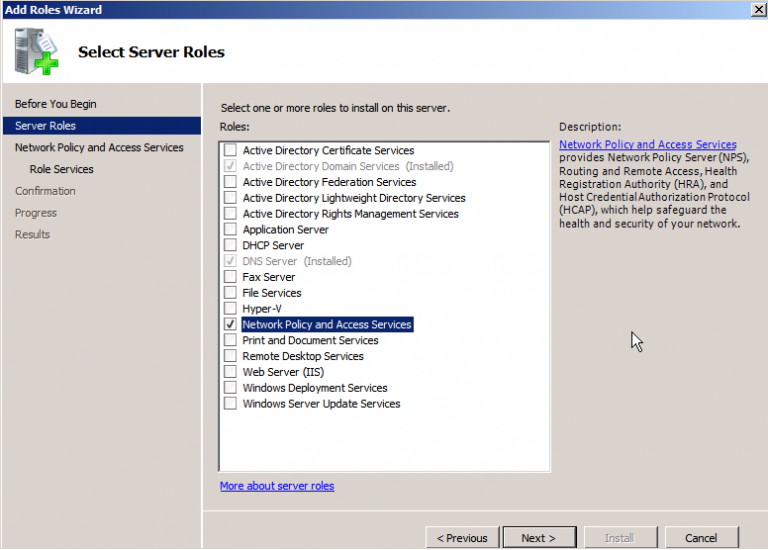 Add Roles Wizard
Select Server Roles
Before You Begin
Server Roles
Network Policy and Access Services
Role Services
Confirmation
Progress
Results
Select one or more roles to install on this server.
Roles:
Active Directory Certificate Services
Active Directory Domain Services (Installed)
Active Directory Federation Services
Active Directory Lightweight Directory Services
Active Directory Rights Management Services
Application Server
DHCP Server
DNS Server (Installed)
Fax Server
File Services
Hyper-V
Network Policy and Access Services
Print and Document Services
Remote Desktop Services
Web Server (IIS)
Windows Deployment Services
Windows Server Update Services
More about server roles
Description:
Network Policy and Access Services
provides Network Policy Server (NPS),
Routing and Remote Access, Health
Registration Authority (HRA), and
Host Credential Authorization Protocol
(HCAP), which help safeguard the
health and security of your network.
< Previous
Next >
Install
Cancel